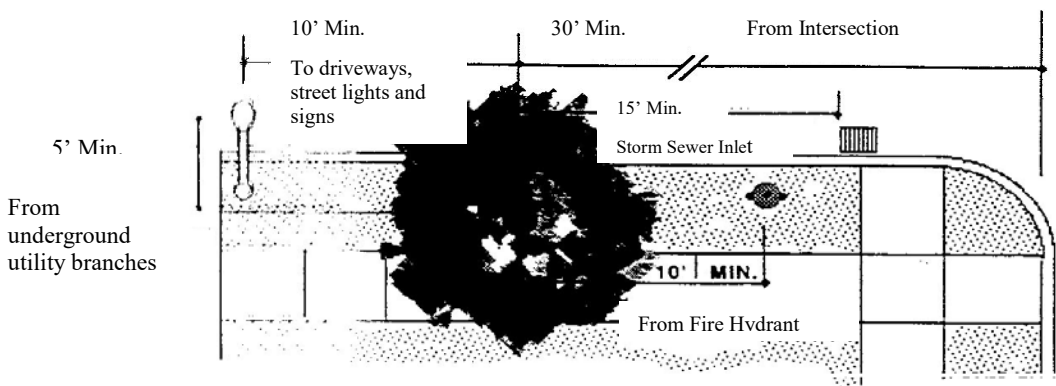 10’ Min.
30’ Min.
From Intersection
To driveways,
street lights and
signs
15’ Min.
5’ Min.
Storm Sewer Inlet
From
underground
utility branches
10' MIN.
From Fire Hydrant